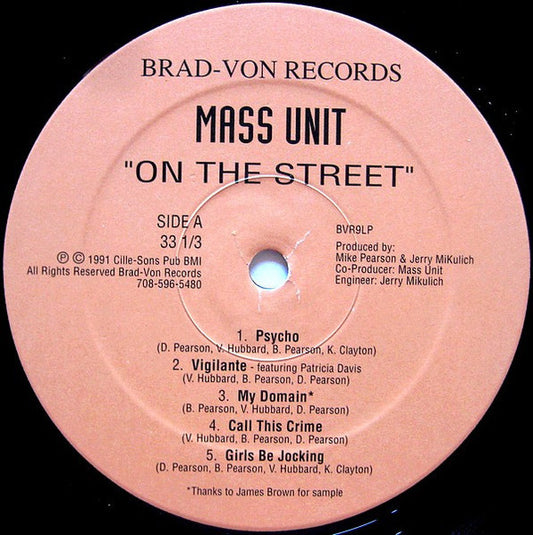 BRAD-VON RECORDS
MASS UNIT
"ON THE STREET"
SIDE A
33 1/3
℗ © 1991 Cille-Sons Pub BMI
All Rights Reserved Brad-Von Records
708-596-5480
BVR9LP
Produced by:
Mike Pearson & Jerry MiKulich
Co-Producer: Mass Unit
Engineer: Jerry Mikulich
1. Psycho
(D. Pearson, V. Hubbard, B. Pearson, K. Clayton)
2. Vigilante - featuring Patricia Davis
(V. Hubbard, B. Pearson, D. Pearson)
3. My Domain*
(B. Pearson, V. Hubbard, D. Pearson)
4. Call This Crime
(V. Hubbard, B. Pearson, D. Pearson)
5. Girls Be Jocking
(D. Pearson, B. Pearson, V. Hubbard, K. Clayton)
*Thanks to James Brown for sample